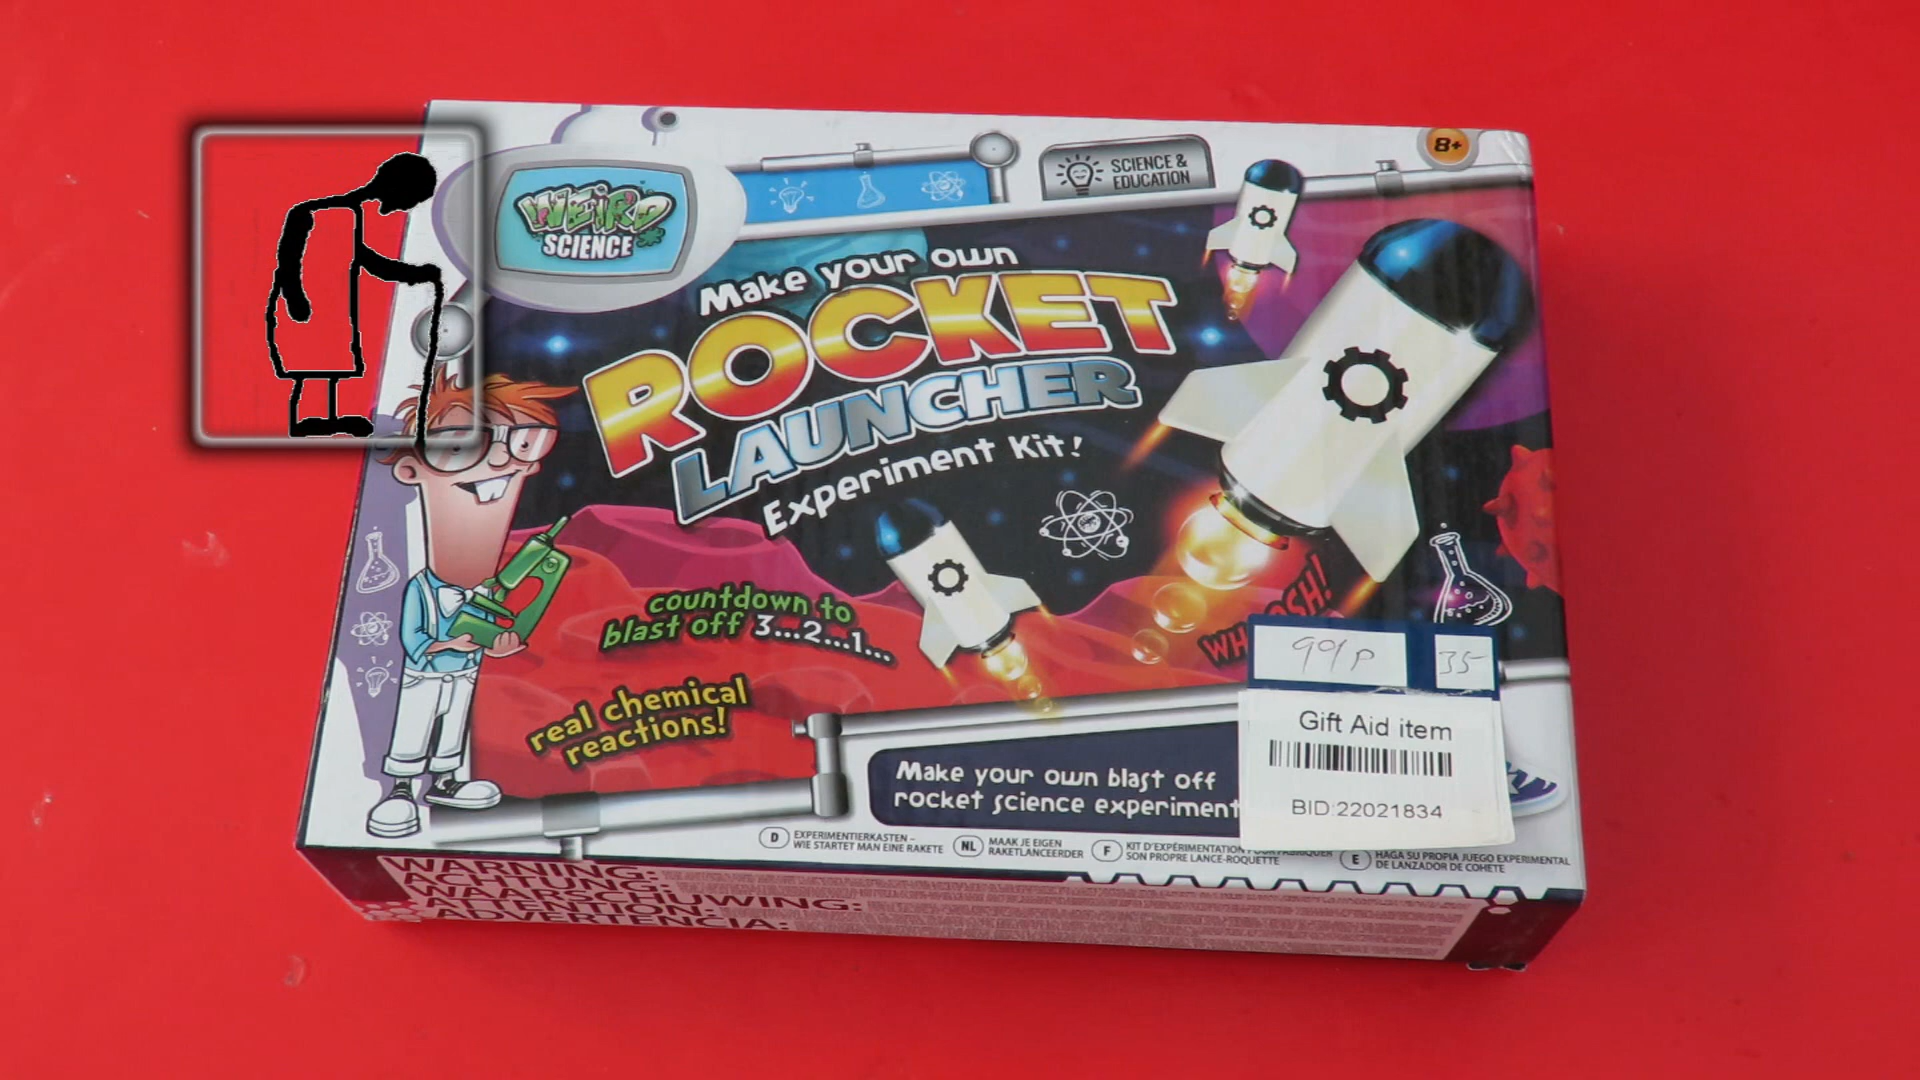 8+
SCIENCE &
EDUCATION
WEIRD
SCIENCE
Make your own
ROCKET
LAUNCHER
Experiment Kit!
countdown to
blast off 3...2...1...
real chemical
reactions!
99p
35
Gift Aid item
BID:22021834
Make your own blast off
rocket science experiment
D
EXPERIMENTIERKASTEN -
WIE STARTET MAN EINE RAKETE
NL
MAAK JE EIGEN
RAKETLANCEERDER
F
KIT D'EXPÉRIMENTATION POUR FABRIQUER
SON PROPRE LANCE-ROQUETTE
E
HAGA SU PROPIA JUEGO EXPERIMENTAL
DE LANZADOR DE COHETE
WARNING:
ACHTUNG:
WAARSCHUWING:
ATTENTION:
ADVERTENCIA: